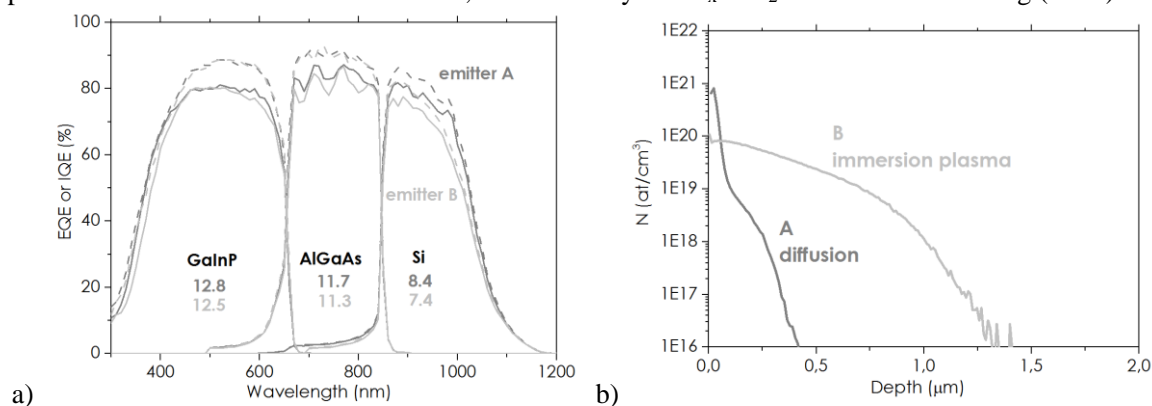 100
80
60
40
20
0
EQE or IQE (%)
emitter A
emitter B
GaInP AlGaAs Si
12.8 11.7 8.4
12.5 11.3 7.4
400 600 800 1000 1200
Wavelength (nm)
a)
1E22
1E21
1E20
1E19
1E18
1E17
1E16
N (at/cm³)
B
immersion plasma
A
diffusion
0,0 0,5 1,0 1,5 2,0
Depth (μm)
b)